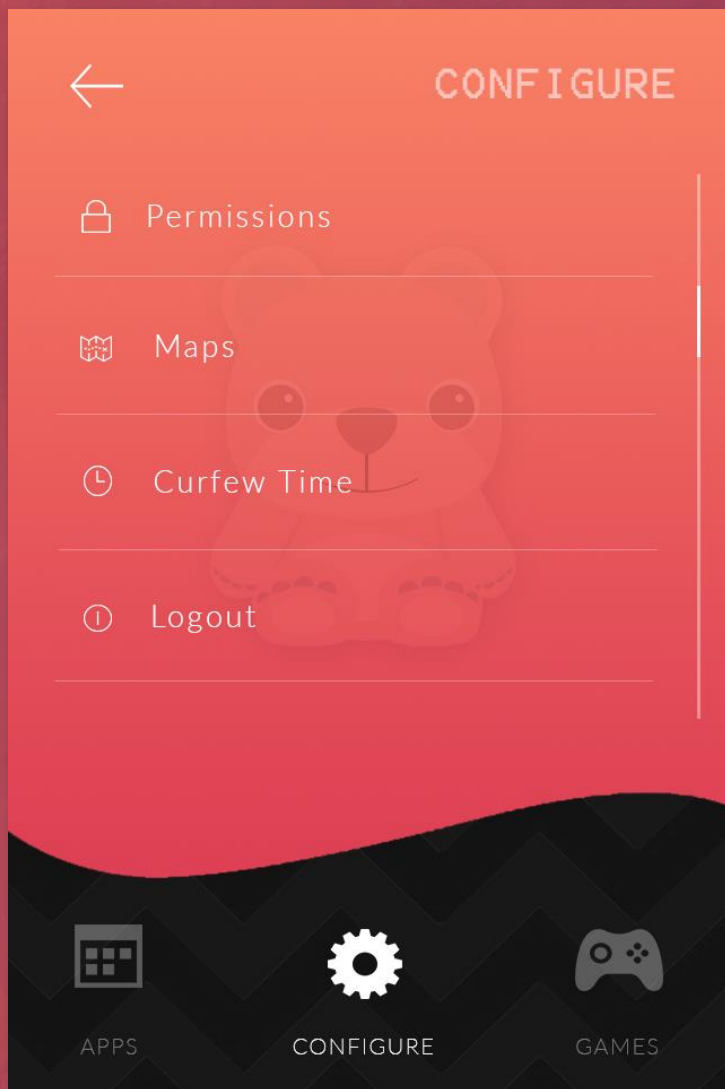 CONFIGURE
Permissions
Maps
Curfew Time
Logout
APPS
CONFIGURE
GAMES